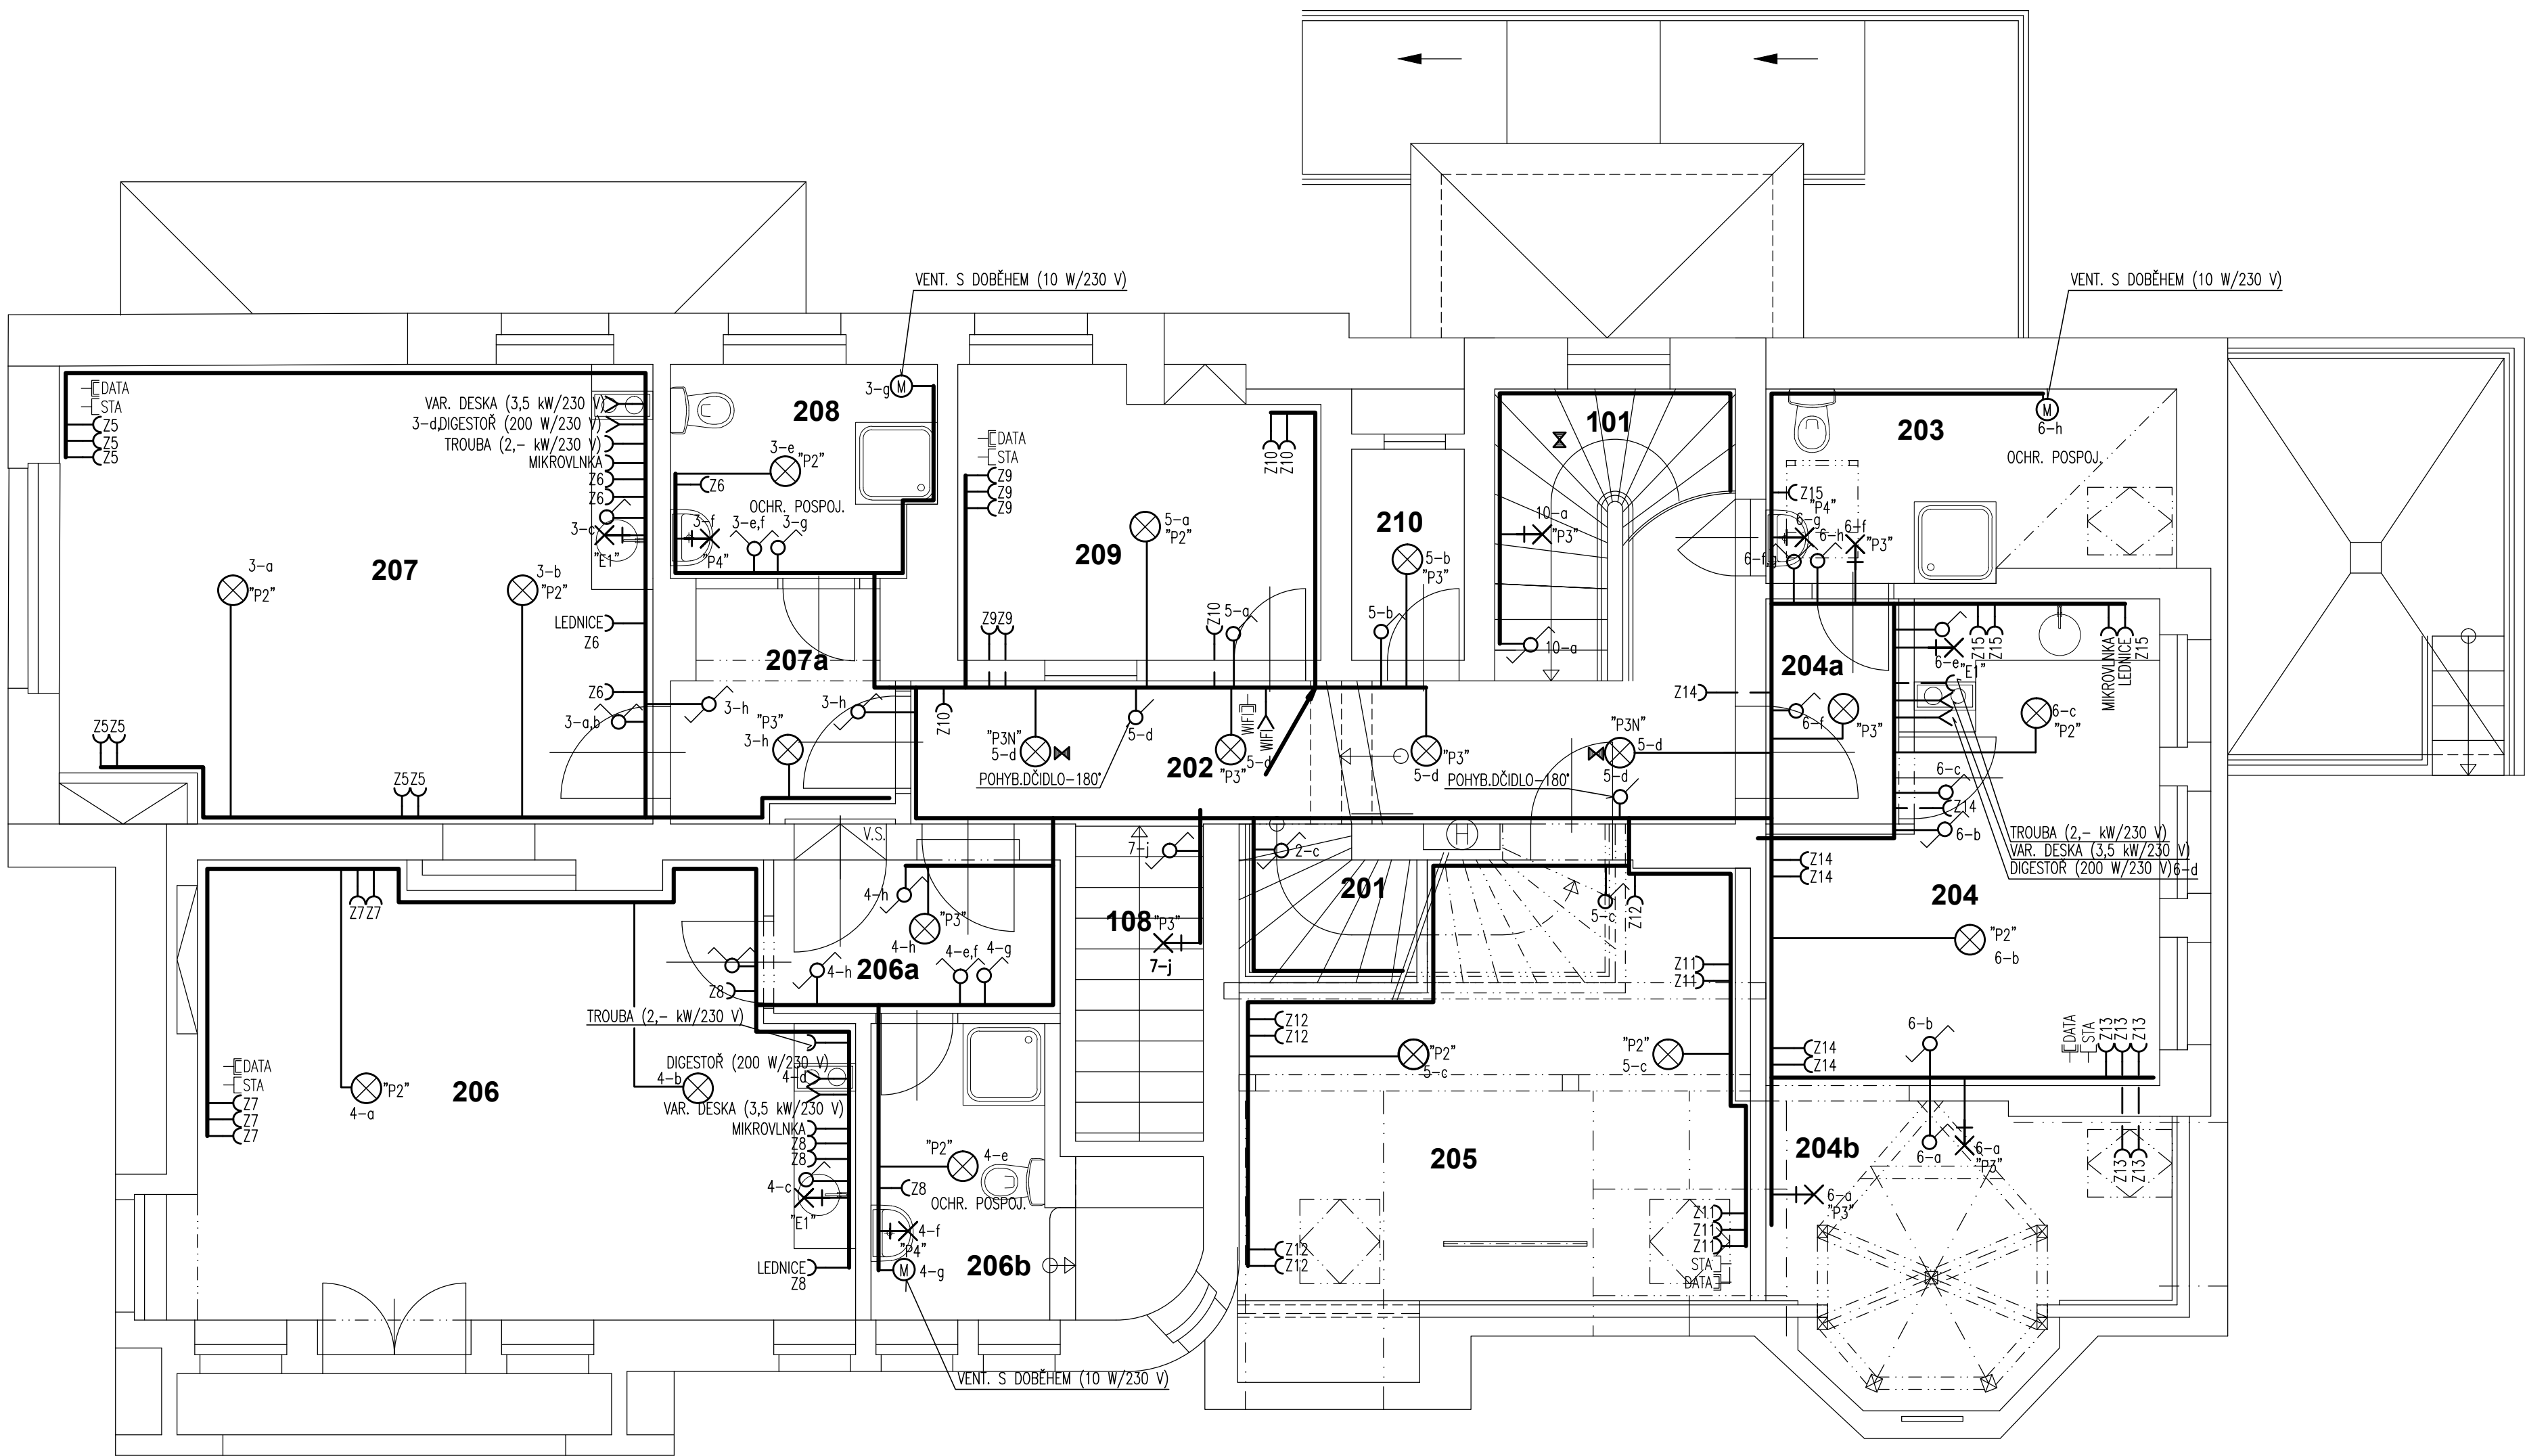 VENT. S DOBĚHEM (10 W/230 V)
VENT. S DOBĚHEM (10 W/230 V)
DATA
STA
Z5
Z5
Z5
VAR. DESKA (3,5 kW/230 V)
3-d,DIGESTOŘ (200 W/230 V)
TROUBA (2,- kW/230 V)
MIKROVLNKA
Z6
Z6
3-c
"E1"
207
3-a
"P2"
3-b
"P2"
LEDNICE
Z6
Z6
3-a,b
Z5 Z5
Z5 Z5
3-g
M
208
3-e
"P2"
Z6
OCHR. POSPOJ.
3-f
3-e,f
3-g
"P4"
207a
3-h
3-h
"P3"
3-h
DATA
STA
Z9
Z9
Z9
Z10
Z10
5-a
"P2"
209
Z9 Z9
Z10
5-a
210
5-b
"P3"
5-b
101
10-a
"P3"
10-a
203
M
6-h
OCHR. POSPOJ.
Z15
"P4"
6-g
6-h
6-f
"P3"
6-f,g
204a
6-f
"P3"
6-e
"E1"
Z15
Z15
MIKROVLNKA
LEDNICE
Z15
6-c
"P2"
6-c
Z14
6-b
TROUBA (2,- kW/230 V)
VAR. DESKA (3,5 kW/230 V)
DIGESTOŘ (200 W/230 V)6-d
Z14
Z10
"P3N"
5-d
5-d
POHYB.DČIDLO-180°
202
5-d
"P3"
WIFI
WIFI
"P3"
5-d
"P3N"
5-d
5-d
POHYB.DČIDLO-180°
V.S.
7-j
2-c
H
201
108
"P3"
7-j
5-c
Z12
Z14
Z14
204
"P2"
6-b
6-b
Z14
Z14
DATA
STA
Z13
Z13
Z13
Z7 Z7
4-h
"P3"
4-h
4-h
206a
4-e,f
4-g
Z8
TROUBA (2,- kW/230 V)
DIGESTOŘ (200 W/230 V)
4-d
4-b
VAR. DESKA (3,5 kW/230 V)
MIKROVLNKA
Z8
Z8
4-c
"E1"
LEDNICE
Z8
DATA
STA
Z7
Z7
Z7
"P2"
4-a
206
"P2"
4-e
Z8
OCHR. POSPOJ.
4-f
"P4"
M
4-g
206b
VENT. S DOBĚHEM (10 W/230 V)
Z11
Z11
Z12
Z12
"P2"
5-c
"P2"
5-c
205
Z12
Z12
Z11
Z11
Z11
STA
DATA
204b
6-a
6-a
"P3"
6-a
"P3"
Z13
Z13